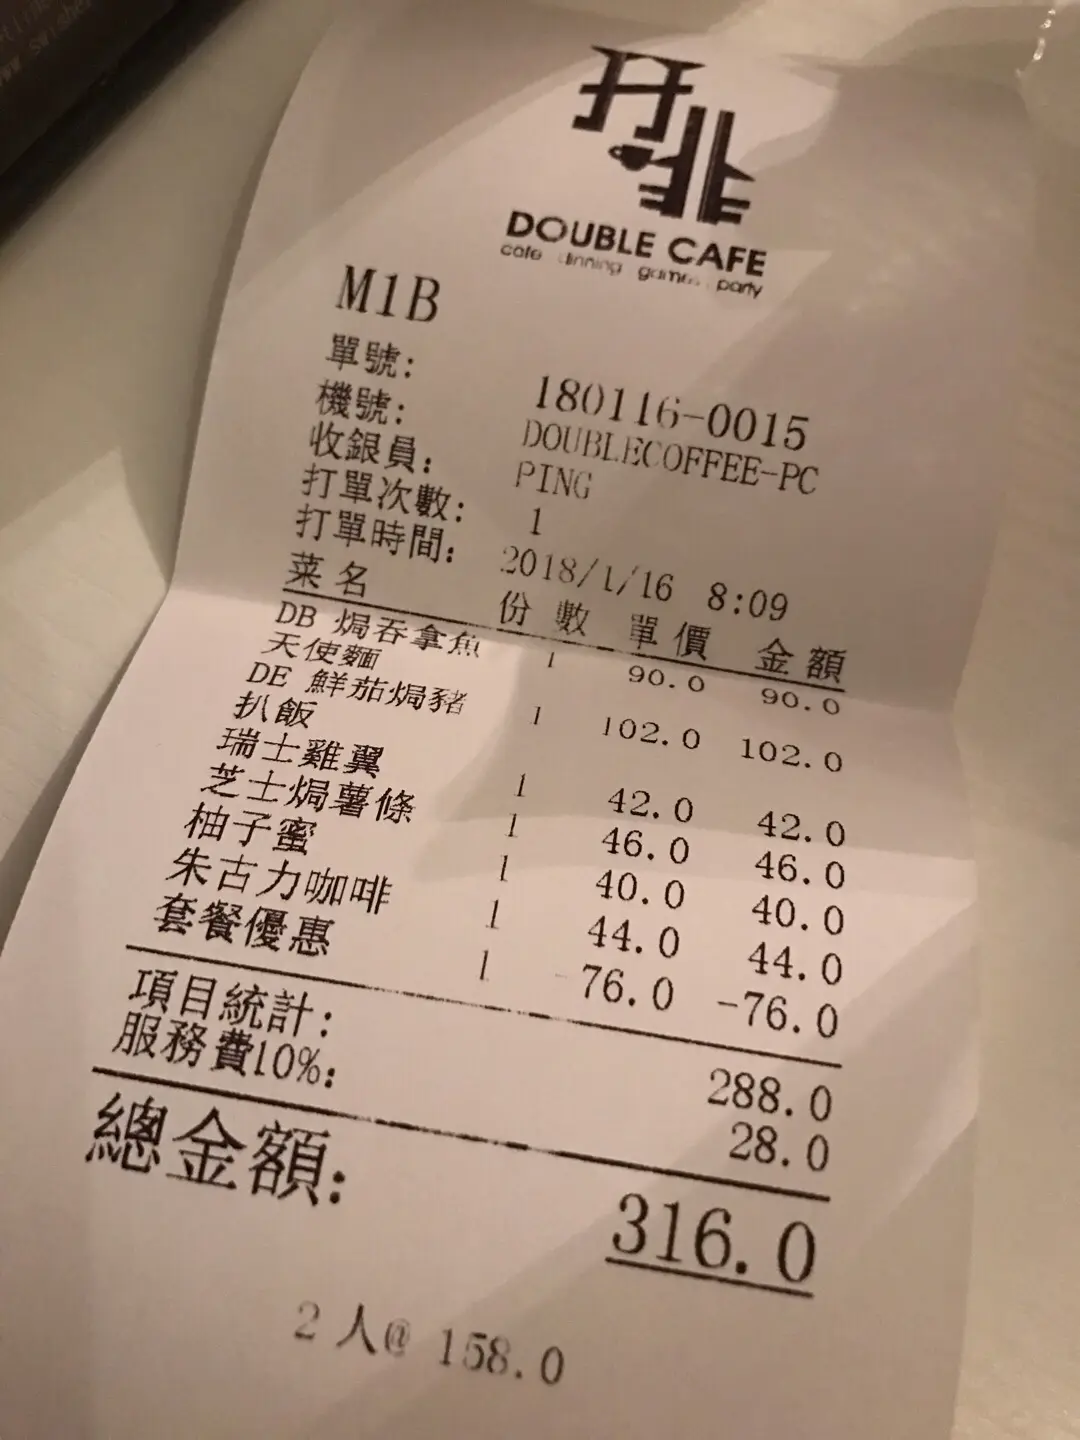 DOUBLE CAFE
cafe dinning games party
M1B
單號: 180116-0015
機號: DOUBLECOFFEE-PC
收銀員: PING
打單次數: 1
打單時間: 2018/1/16 8:09
菜名 份數 單價 金額
DB 焗吞拿魚 1 90.0 90.0
天使麵
DE 鮮茄焗豬 1 102.0 102.0
扒飯
瑞士雞翼 1 42.0 42.0
芝士焗薯條 1 46.0 46.0
柚子蜜 1 40.0 40.0
朱古力咖啡 1 44.0 44.0
套餐優惠 1 -76.0 -76.0
項目統計: 288.0
服務費10%: 28.0
總金額: 316.0
2 人@ 158.0